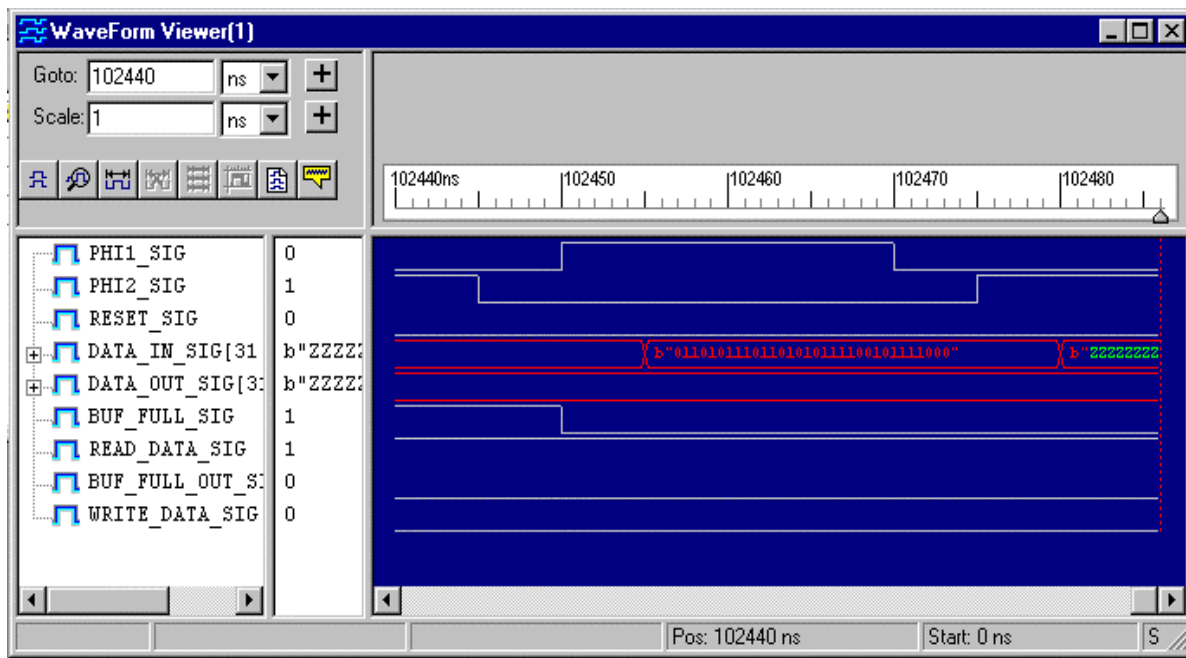 WaveForm Viewer(1)
Goto: 102440 ns
Scale: 1 ns
102440ns 102450 102460 102470 102480
PHI1_SIG 0
PHI2_SIG 1
RESET_SIG 0
DATA_IN_SIG[31 b"ZZZZ b"01101011101101010111100101111000" b"ZZZZZZZZ
DATA_OUT_SIG[3 b"ZZZZ
BUF_FULL_SIG 1
READ_DATA_SIG 1
BUF_FULL_OUT_S 0
WRITE_DATA_SIG 0
Pos: 102440 ns Start: 0 ns S